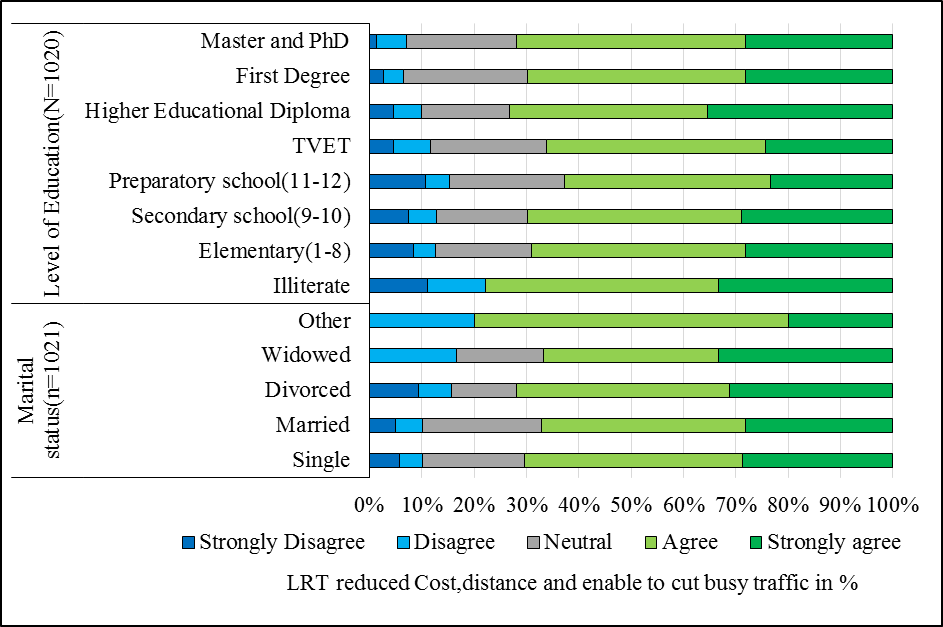 Level of Education(N=1020)
Master and PhD
First Degree
Higher Educational Diploma
TVET
Preparatory school(11-12)
Secondary school(9-10)
Elementary(1-8)
Illiterate
Marital
status(n=1021)
Other
Widowed
Divorced
Married
Single
0% 10% 20% 30% 40% 50% 60% 70% 80% 90% 100%
Strongly Disagree Disagree Neutral Agree Strongly agree
LRT reduced Cost,distance and enable to cut busy traffic in %